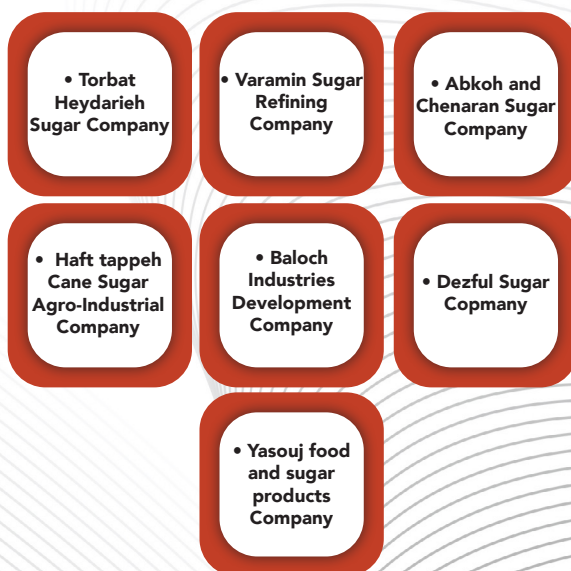 • Torbat
Heydarieh
Sugar Company
• Varamin Sugar
Refining
Company
• Abkoh and
Chenaran Sugar
Company
• Haft tappeh
Cane Sugar
Agro-Industrial
Company
• Baloch
Industries
Development
Company
• Dezful Sugar
Copmany
• Yasouj food
and sugar
products
Company